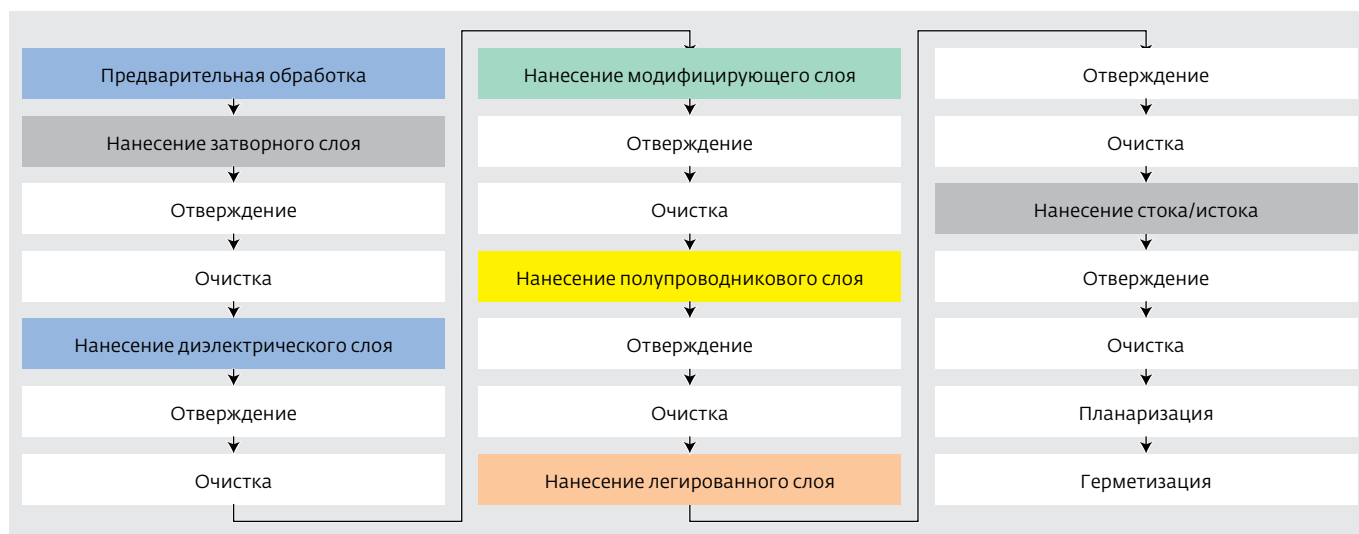 Предварительная обработка
Нанесение затворного слоя
Отверждение
Очистка
Нанесение диэлектрического слоя
Отверждение
Очистка
Нанесение модифицирующего слоя
Отверждение
Очистка
Нанесение полупроводникового слоя
Отверждение
Очистка
Нанесение легированного слоя
Отверждение
Очистка
Нанесение стока/истока
Отверждение
Очистка
Планаризация
Герметизация